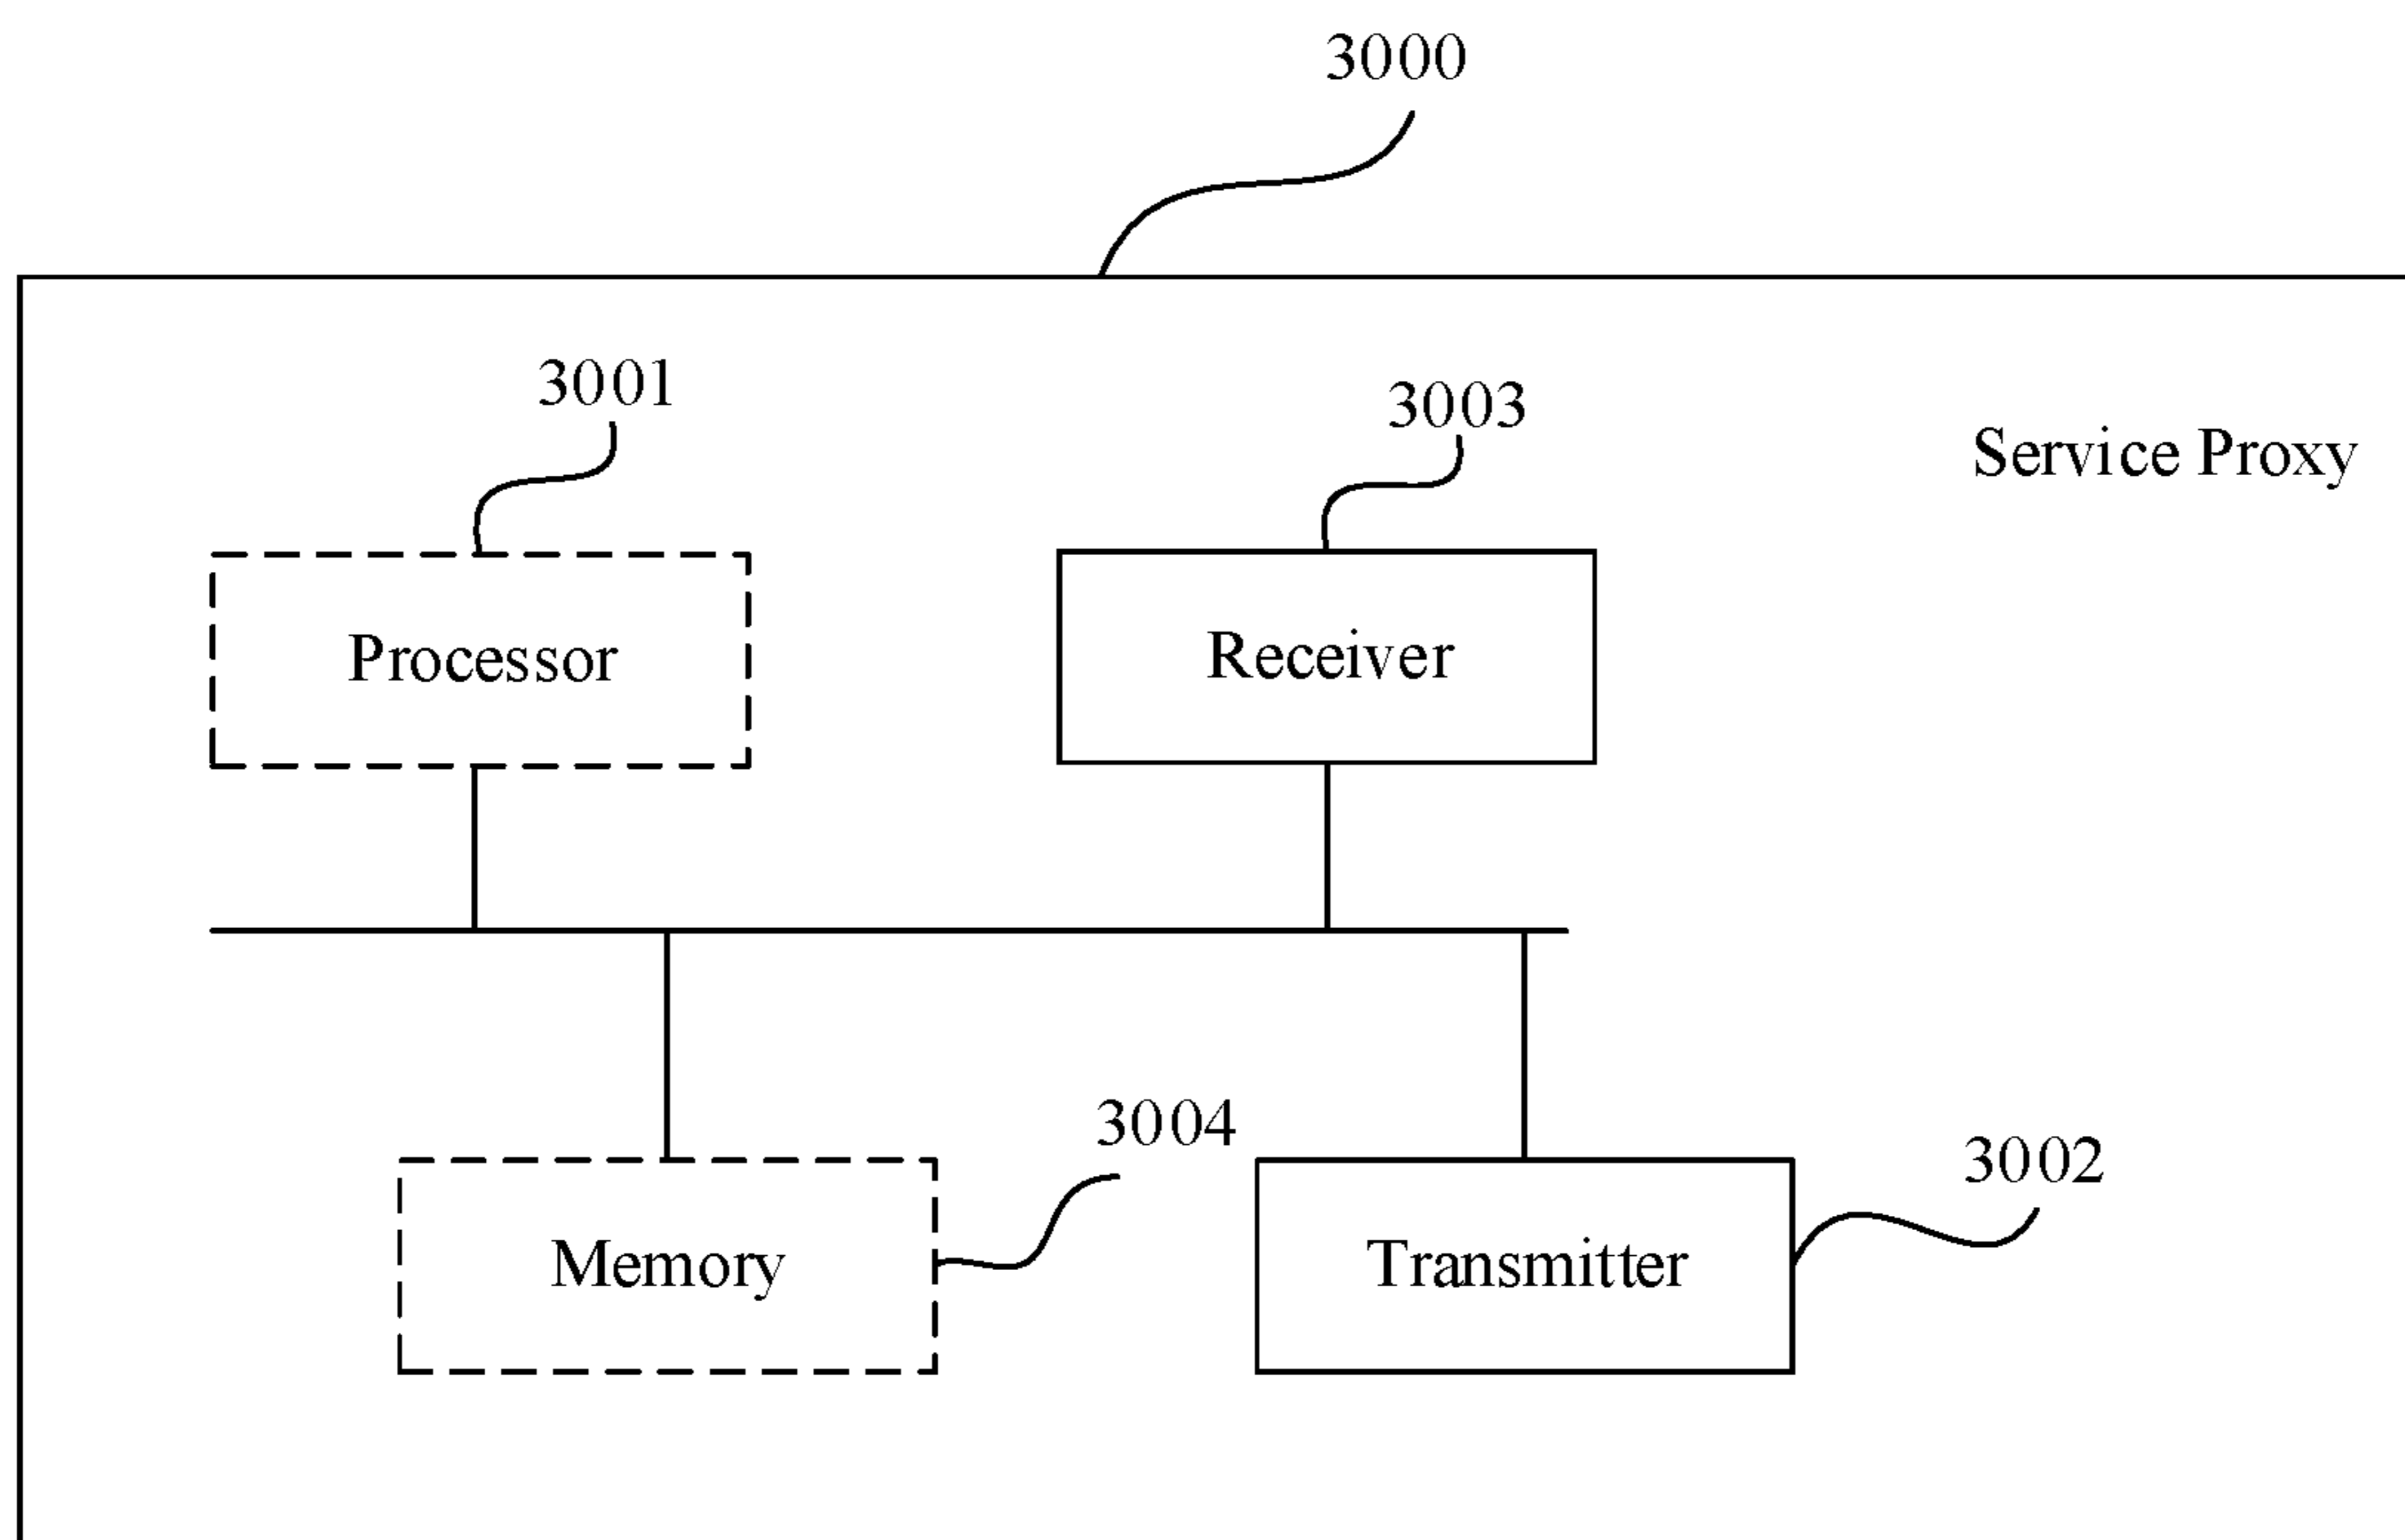 3000
3001
3003
Service Proxy
Processor
Receiver
3004
3002
Memory
Transmitter